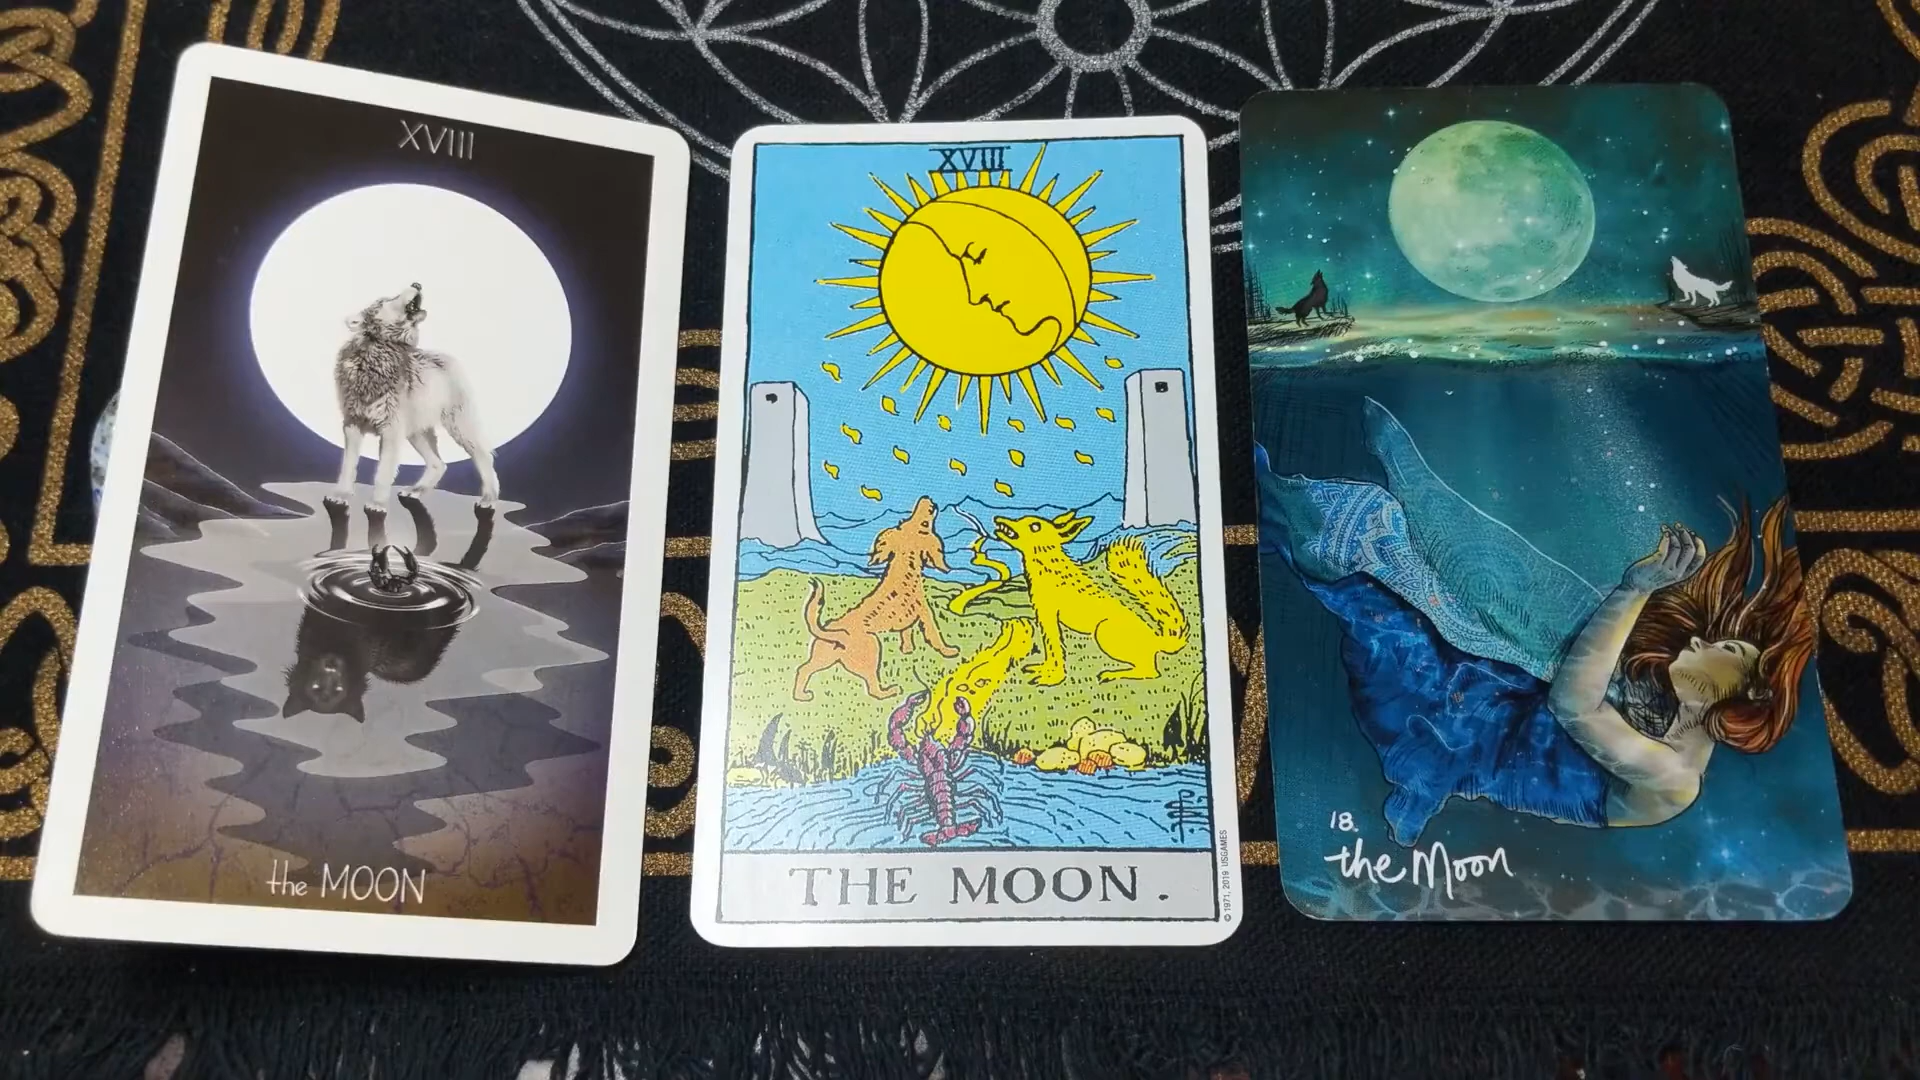 XVIII
the MOON
XVIII
THE MOON.
© 1971, 2019 USGAMES
18.
the Moon